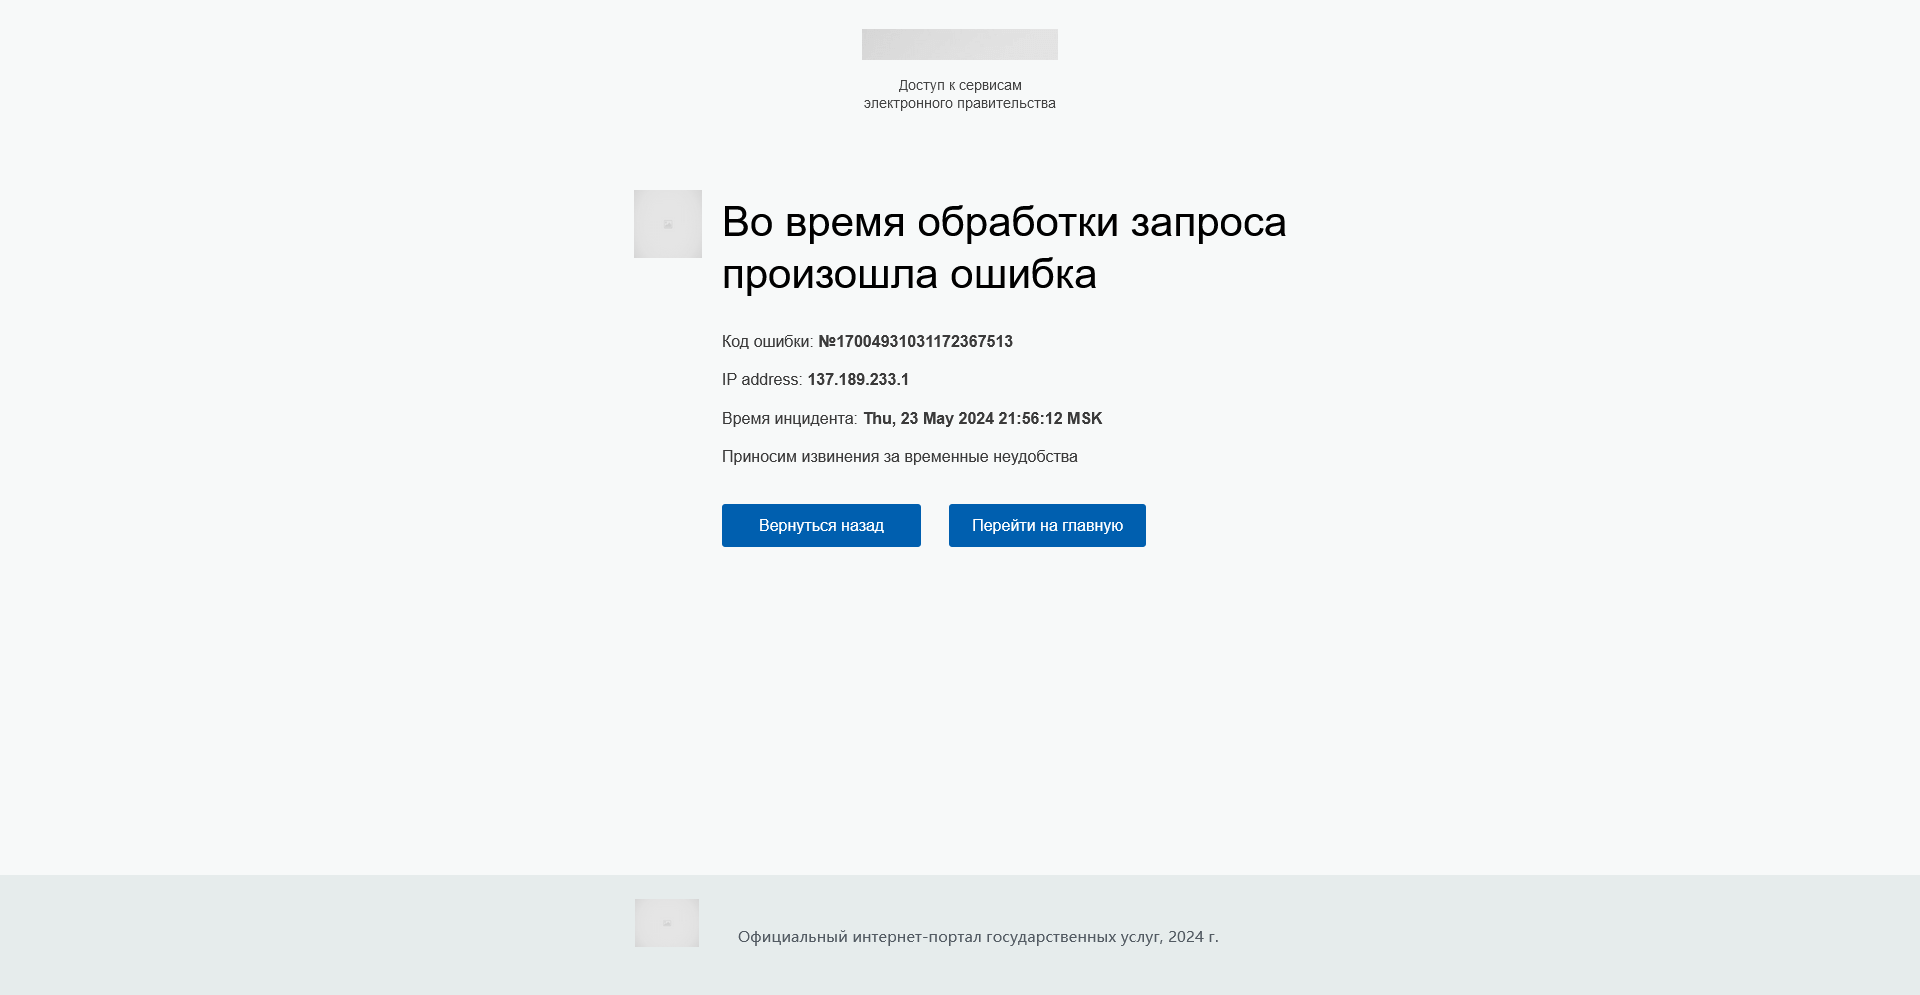 Доступ к сервисам
электронного правительства
Во время обработки запроса
произошла ошибка
Код ошибки: №17004931031172367513
IP address: 137.189.233.1
Время инцидента: Thu, 23 May 2024 21:56:12 MSK
Приносим извинения за временные неудобства
Вернуться назад
Перейти на главную
Официальный интернет-портал государственных услуг, 2024 г.